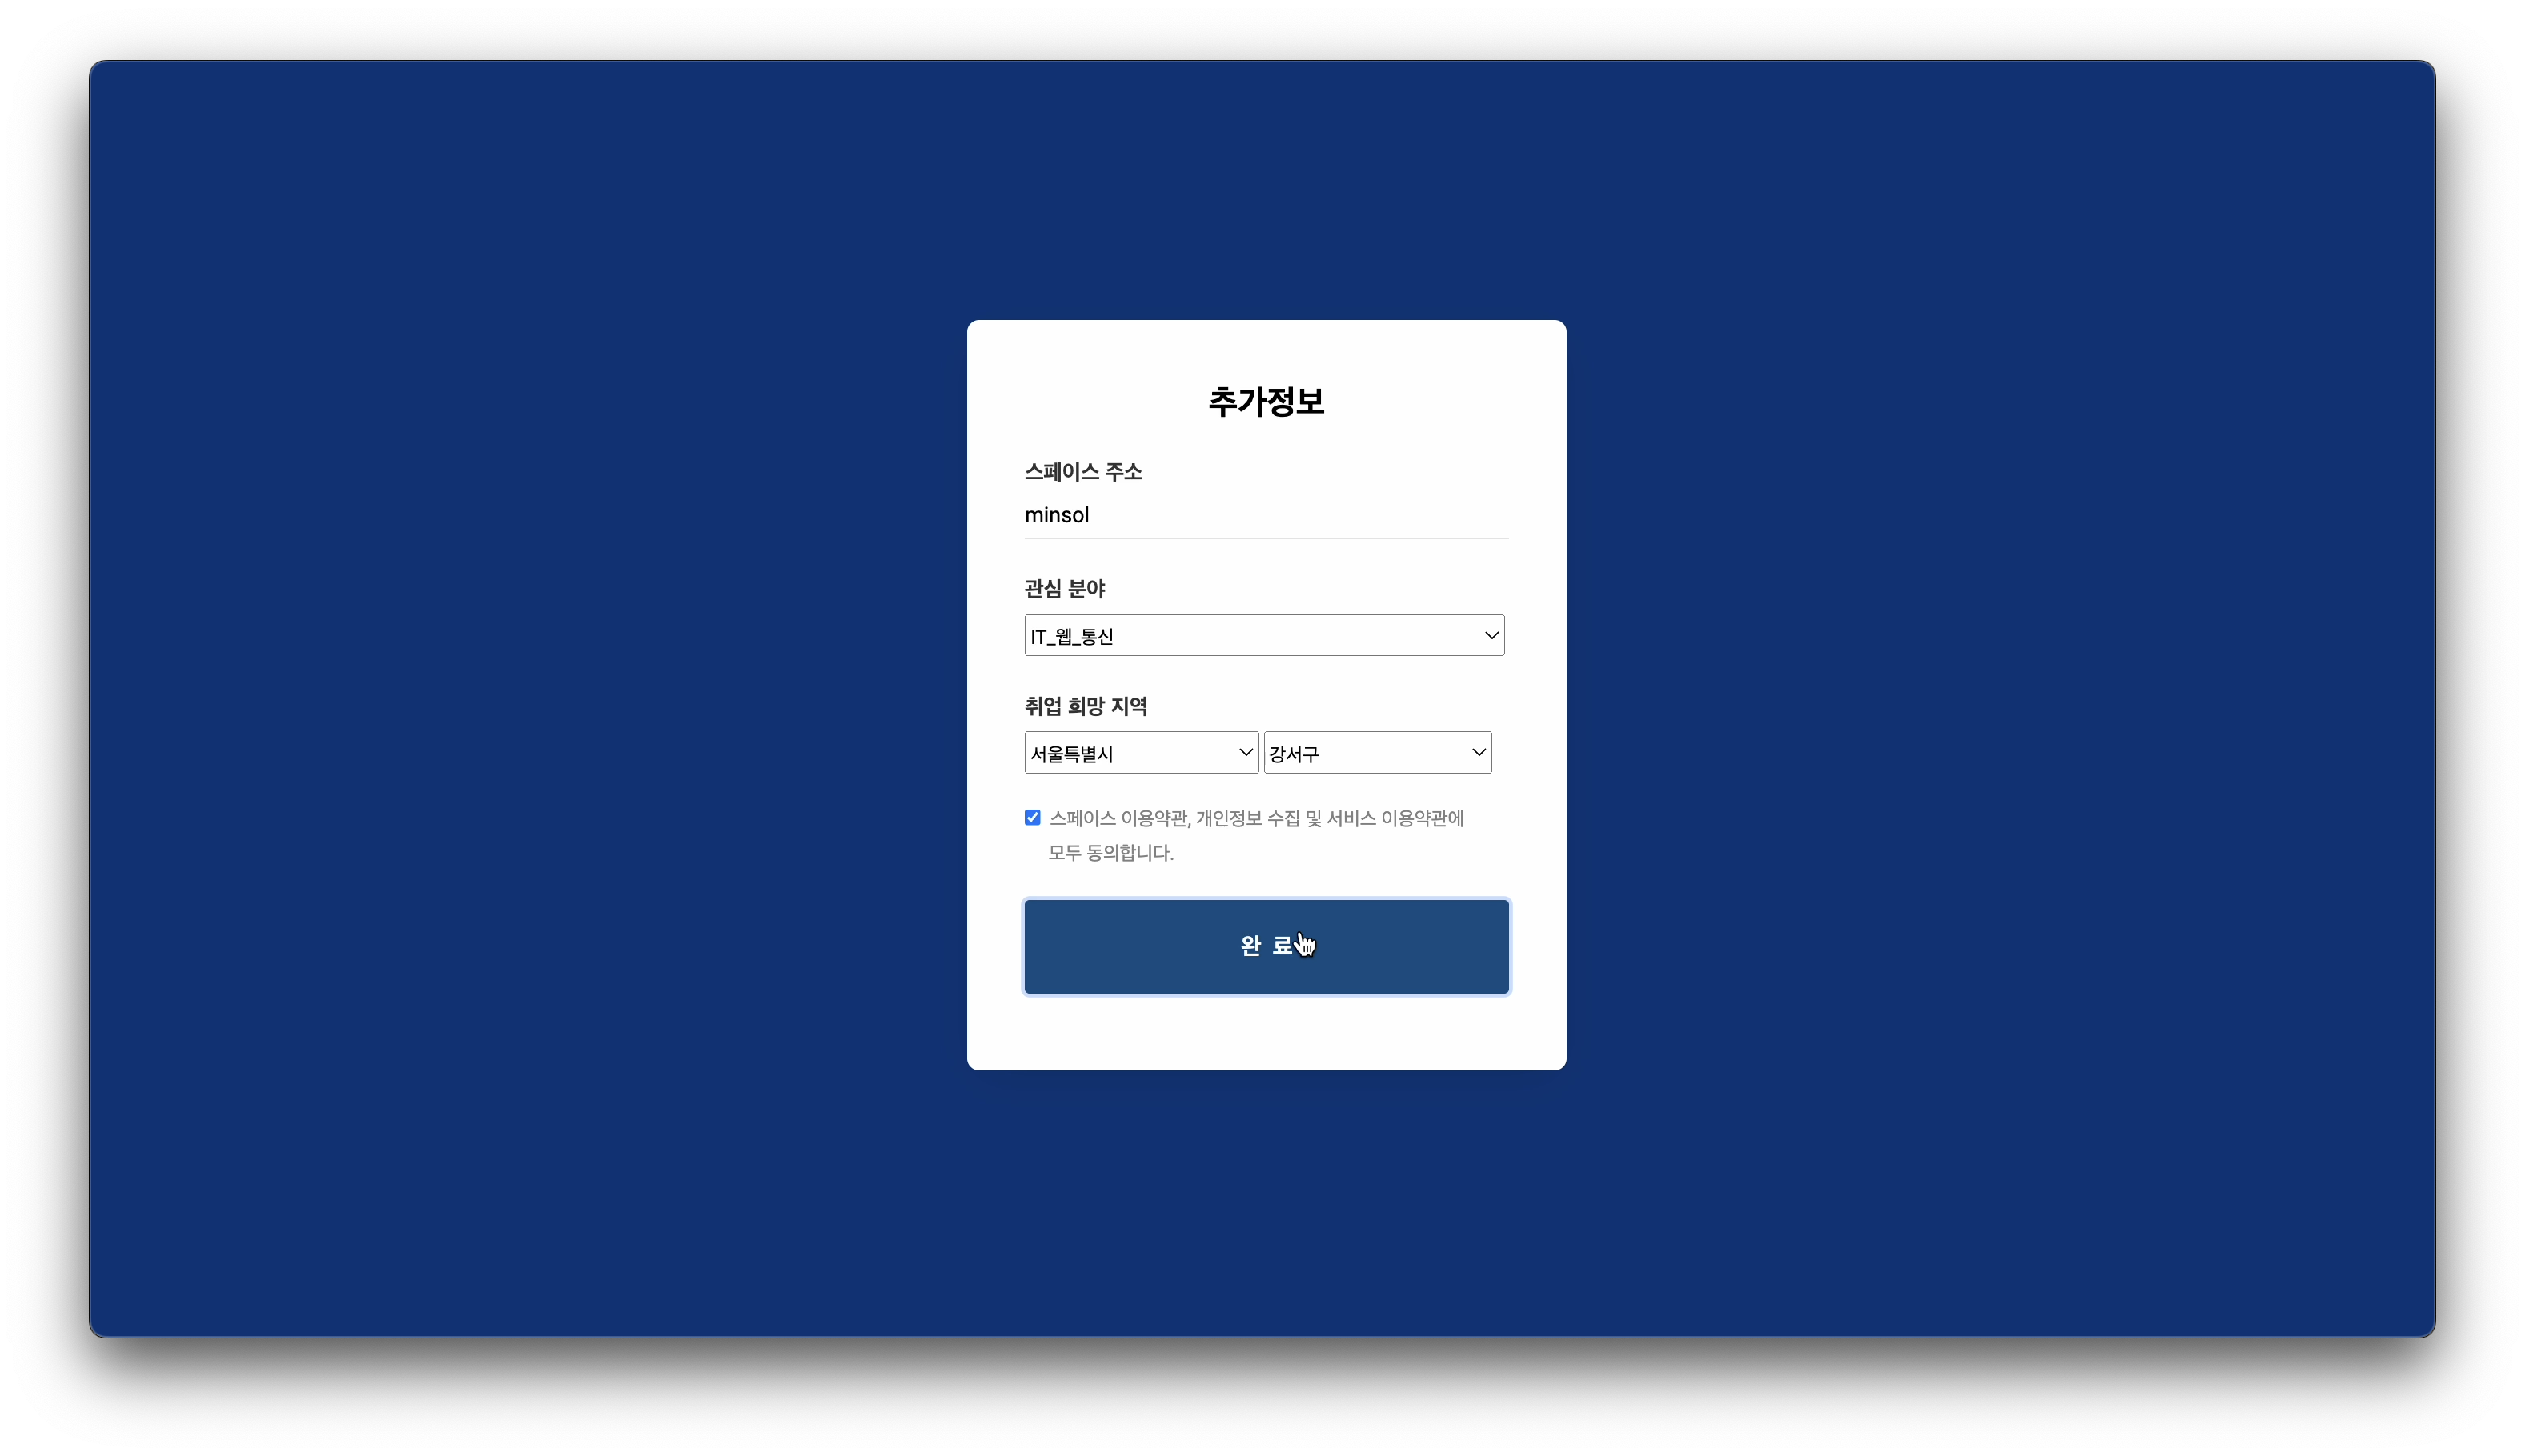 추가정보
스페이스 주소
minsol
관심 분야
IT_웹_통신
취업 희망 지역
서울특별시 강서구
스페이스 이용약관, 개인정보 수집 및 서비스 이용약관에
모두 동의합니다.
완 료